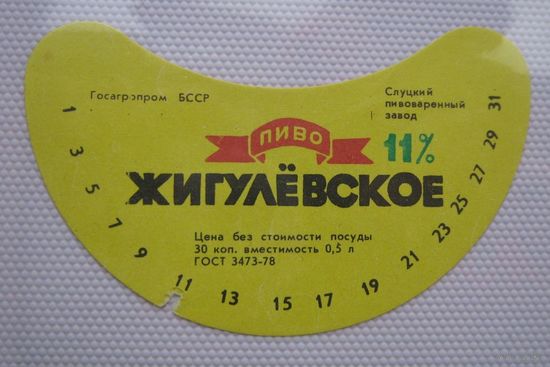 Госагропром БССР
Слуцкий
пивоваренный
завод
ПИВО
11%
ЖИГУЛЁВСКОЕ
Цена без стоимости посуды
30 коп. вместимость 0,5 л
ГОСТ 3473-78
1 3 5 7 9 11 13 15 17 19 21 23 25 27 29 31